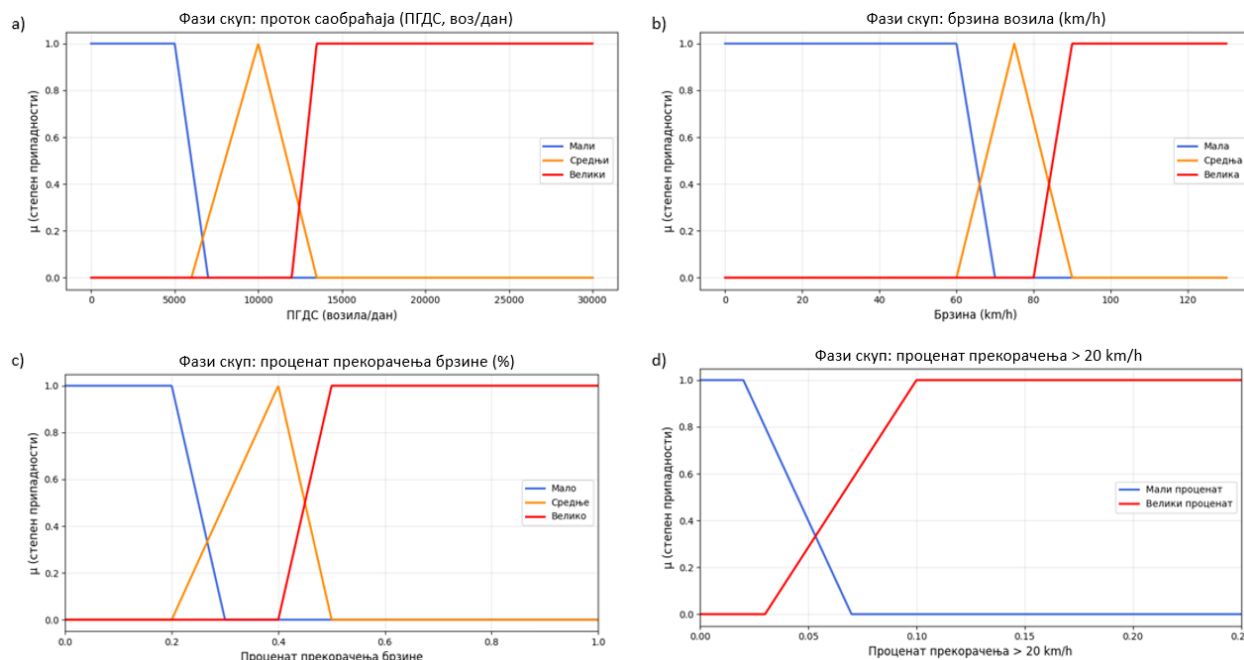 a)
Фази скуп: проток саобраћаја (ПГДС, воз/дан)
µ (степен припадности)
1.0
0.8
0.6
0.4
0.2
0.0
Мали
Средњи
Велики
0
5000
10000
15000
20000
25000
30000
ПГДС (возила/дан)
b)
Фази скуп: брзина возила (km/h)
µ (степен припадности)
1.0
0.8
0.6
0.4
0.2
0.0
Мала
Средња
Велика
0
20
40
60
80
100
120
Брзина (km/h)
c)
Фази скуп: проценат прекорачења брзине (%)
µ (степен припадности)
1.0
0.8
0.6
0.4
0.2
0.0
Мало
Средње
Велико
0.0
0.2
0.4
0.6
0.8
1.0
Проценат прекорачења брзине
d)
Фази скуп: проценат прекорачења > 20 km/h
µ (степен припадности)
1.0
0.8
0.6
0.4
0.2
0.0
Мали проценат
Велики проценат
0.00
0.05
0.10
0.15
0.20
0.25
Проценат прекорачења > 20 km/h